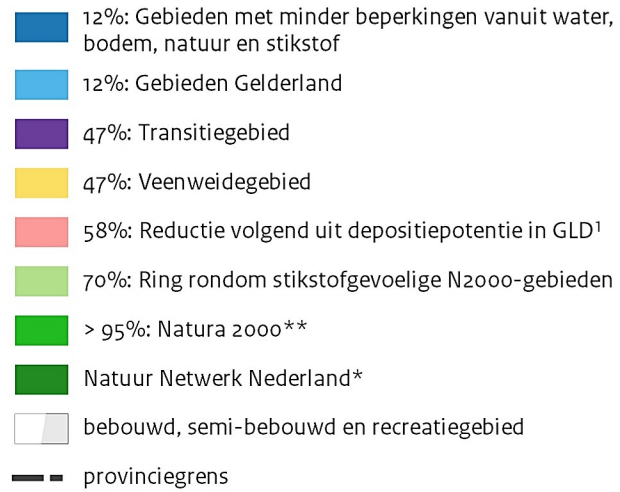 12%: Gebieden met minder beperkingen vanuit water,
bodem, natuur en stikstof
12%: Gebieden Gelderland
47%: Transitiegebied
47%: Veenweidegebied
58%: Reductie volgend uit depositiepotentie in GLD¹
70%: Ring rondom stikstofgevoelige N2000-gebieden
> 95%: Natura 2000**
Natuur Netwerk Nederland*
bebouwd, semi-bebouwd en recreatiegebied
provinciegrens